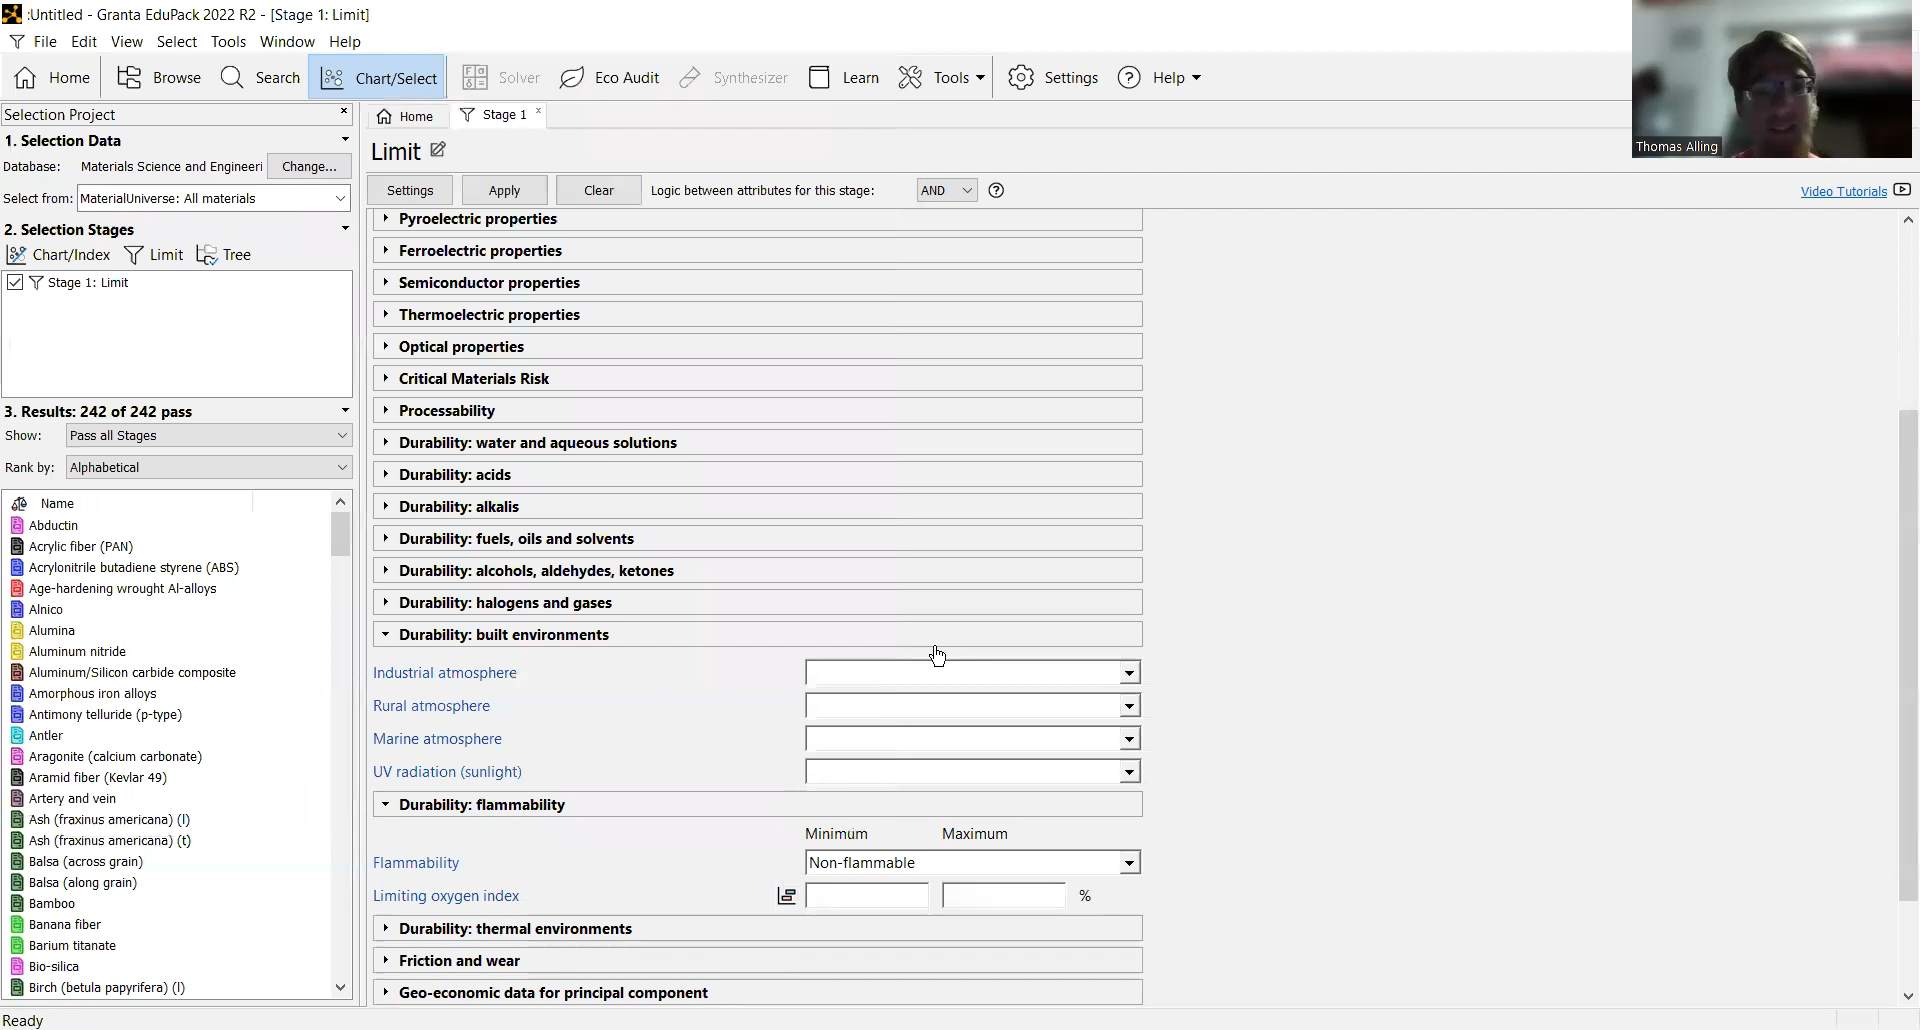 :Untitled - Granta EduPack 2022 R2 - [Stage 1: Limit]
File Edit View Select Tools Window Help
Home Browse Search Chart/Select Solver Eco Audit Synthesizer Learn Tools Settings Help
Thomas Alling
Selection Project
Home Stage 1
1. Selection Data
Limit
Database: Materials Science and Engineeri Change...
Select from: MaterialUniverse: All materials
Settings Apply Clear Logic between attributes for this stage: AND
Video Tutorials
2. Selection Stages
Chart/Index Limit Tree
Stage 1: Limit
3. Results: 242 of 242 pass
Show: Pass all Stages
Rank by: Alphabetical
Name
Abductin
Acrylic fiber (PAN)
Acrylonitrile butadiene styrene (ABS)
Age-hardening wrought Al-alloys
Alnico
Alumina
Aluminum nitride
Aluminum/Silicon carbide composite
Amorphous iron alloys
Antimony telluride (p-type)
Antler
Aragonite (calcium carbonate)
Aramid fiber (Kevlar 49)
Artery and vein
Ash (fraxinus americana) (l)
Ash (fraxinus americana) (t)
Balsa (across grain)
Balsa (along grain)
Bamboo
Banana fiber
Barium titanate
Bio-silica
Birch (betula papyrifera) (l)
Pyroelectric properties
Ferroelectric properties
Semiconductor properties
Thermoelectric properties
Optical properties
Critical Materials Risk
Processability
Durability: water and aqueous solutions
Durability: acids
Durability: alkalis
Durability: fuels, oils and solvents
Durability: alcohols, aldehydes, ketones
Durability: halogens and gases
Durability: built environments
Industrial atmosphere
Rural atmosphere
Marine atmosphere
UV radiation (sunlight)
Durability: flammability
Minimum Maximum
Flammability Non-flammable
Limiting oxygen index %
Durability: thermal environments
Friction and wear
Geo-economic data for principal component
Ready